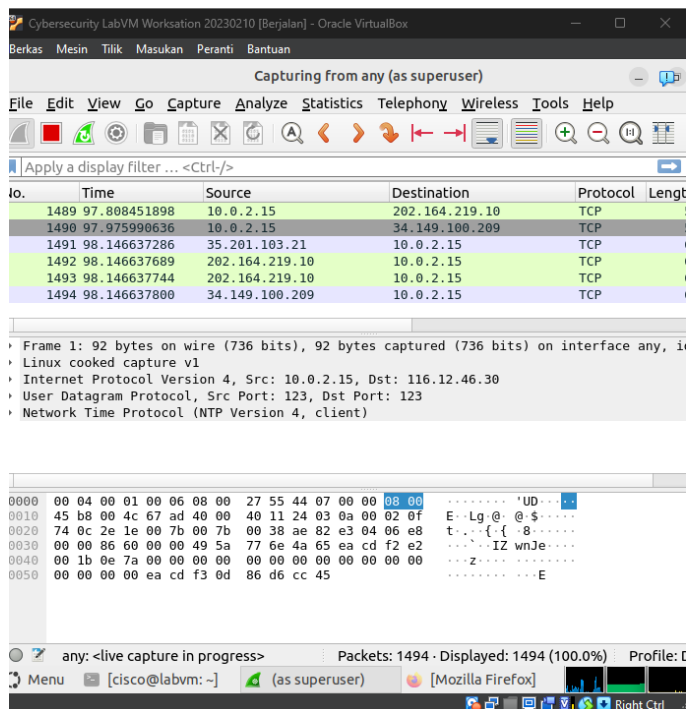 Cybersecurity LabVM Worksation 20230210 [Berjalan] - Oracle VirtualBox
Berkas Mesin Tilik Masukan Peranti Bantuan
Capturing from any (as superuser)
File Edit View Go Capture Analyze Statistics Telephony Wireless Tools Help
Apply a display filter … <Ctrl-/>
No. Time Source Destination Protocol Lengt
1489 97.808451898 10.0.2.15 202.164.219.10 TCP
1490 97.975990636 10.0.2.15 34.149.100.209 TCP
1491 98.146637286 35.201.103.21 10.0.2.15 TCP
1492 98.146637689 202.164.219.10 10.0.2.15 TCP
1493 98.146637744 202.164.219.10 10.0.2.15 TCP
1494 98.146637800 34.149.100.209 10.0.2.15 TCP
Frame 1: 92 bytes on wire (736 bits), 92 bytes captured (736 bits) on interface any, i
Linux cooked capture v1
Internet Protocol Version 4, Src: 10.0.2.15, Dst: 116.12.46.30
User Datagram Protocol, Src Port: 123, Dst Port: 123
Network Time Protocol (NTP Version 4, client)
0000 00 04 00 01 00 06 08 00 27 55 44 07 00 00 08 00 ········ 'UD·····
0010 45 b8 00 4c 67 ad 40 00 40 11 24 03 0a 00 02 0f E··Lg·@· @·$·····
0020 74 0c 2e 1e 00 7b 00 7b 00 38 ae 82 e3 04 06 e8 t·.··{·{ ·8······
0030 00 00 86 60 00 00 49 5a 77 6e 4a 65 ea cd f2 e2 ···`··IZ wnJe····
0040 00 1b 0e 7a 00 00 00 00 00 00 00 00 00 00 00 00 ···z···· ········
0050 00 00 00 00 ea cd f3 0d 86 d6 cc 45 ········ ···E
any: <live capture in progress> Packets: 1494 · Displayed: 1494 (100.0%) Profile: D
Menu [cisco@labvm: ~] (as superuser) [Mozilla Firefox]
Right Ctrl